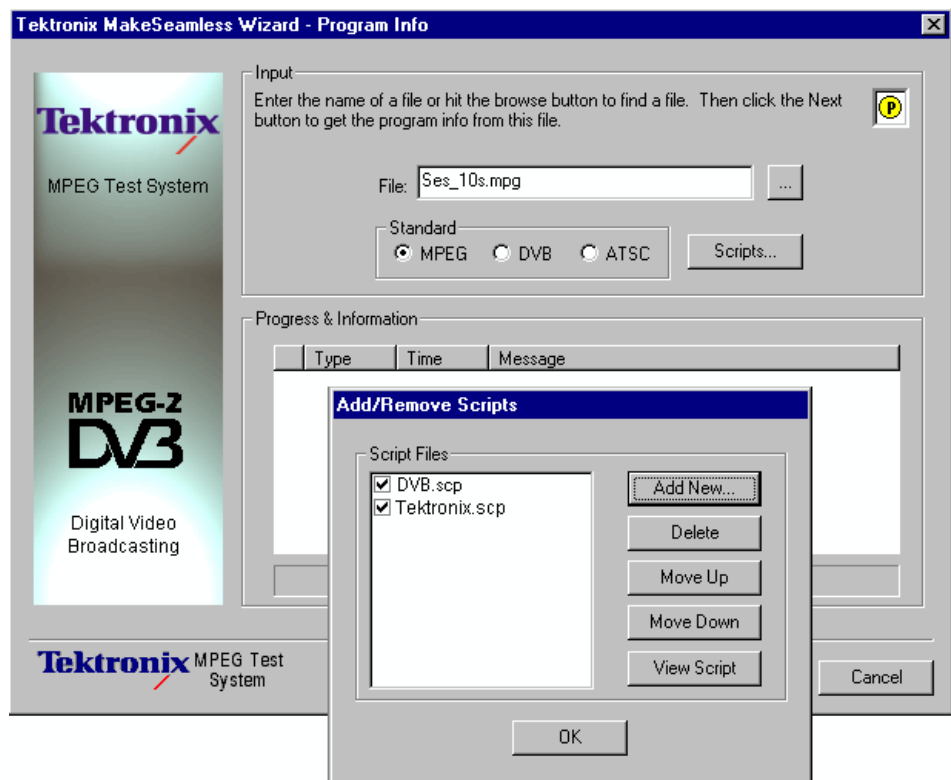 Tektronix MakeSeamless Wizard - Program Info
Tektronix
MPEG Test System
MPEG-2
DVB
Digital Video
Broadcasting
Input
Enter the name of a file or hit the browse button to find a file. Then click the Next
button to get the program info from this file.
P
File: Ses_10s.mpg ...
Standard
MPEG DVB ATSC
Scripts...
Progress & Information
Type Time Message
Add/Remove Scripts
Script Files
DVB.scp
Tektronix.scp
Add New...
Delete
Move Up
Move Down
View Script
OK
Tektronix MPEG Test
System
Cancel